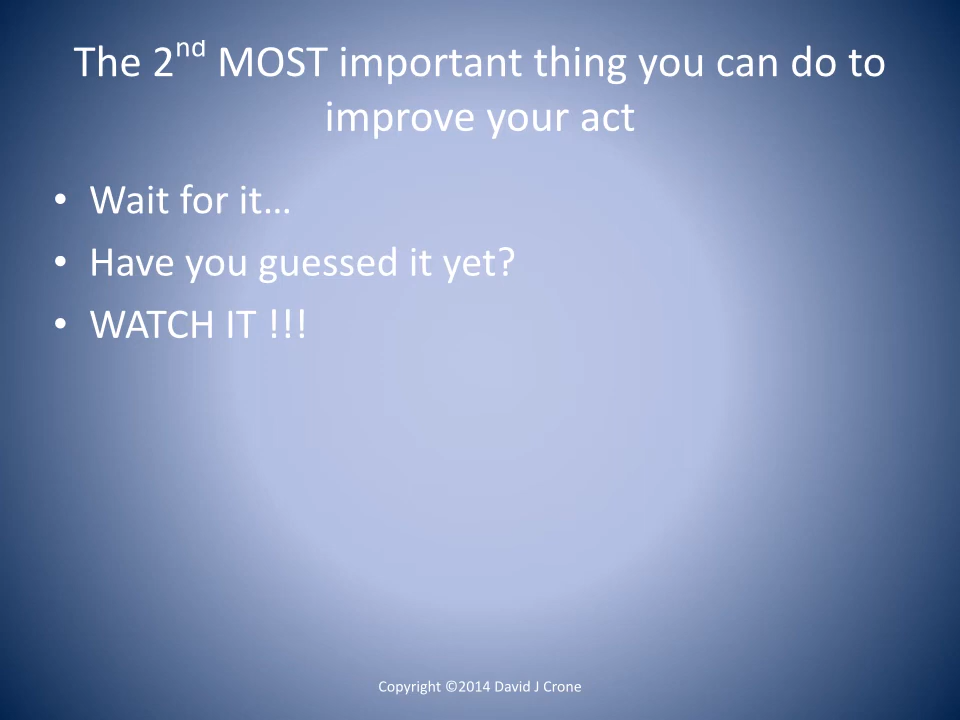 The 2nd MOST important thing you can do to
improve your act
• Wait for it…
• Have you guessed it yet?
• WATCH IT !!!
Copyright ©2014 David J Crone